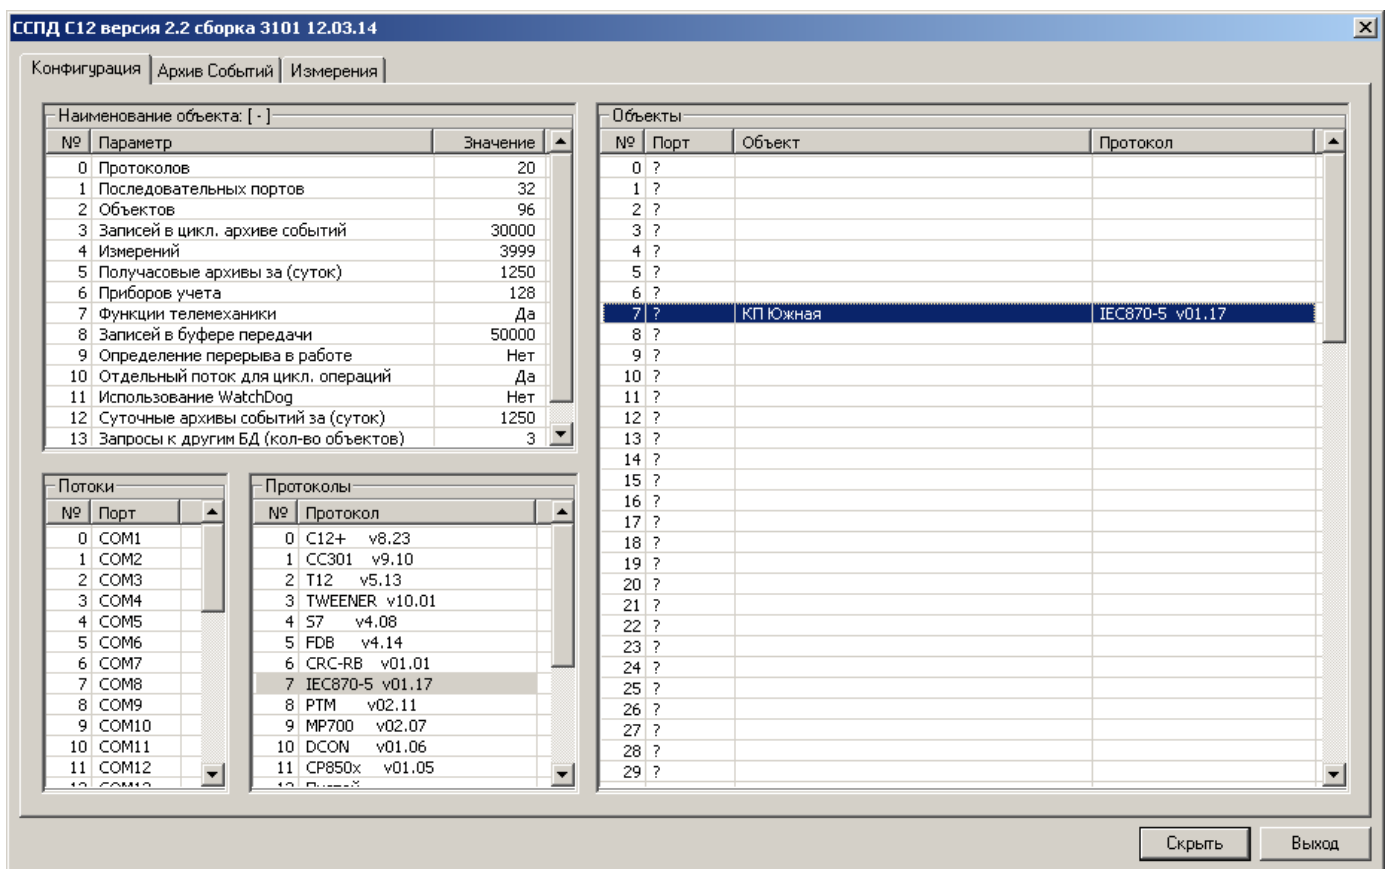 ССПД С12 версия 2.2 сборка 3101 12.03.14
Конфигурация Архив Событий Измерения
Наименование объекта: [ - ]
№ Параметр Значение
0 Протоколов 20
1 Последовательных портов 32
2 Объектов 96
3 Записей в цикл. архиве событий 30000
4 Измерений 3999
5 Получасовые архивы за (суток) 1250
6 Приборов учета 128
7 Функции телемеханики Да
8 Записей в буфере передачи 50000
9 Определение перерыва в работе Нет
10 Отдельный поток для цикл. операций Да
11 Использование WatchDog Нет
12 Суточные архивы событий за (суток) 1250
13 Запросы к другим БД (кол-во объектов) 3
Потоки
№ Порт
0 COM1
1 COM2
2 COM3
3 COM4
4 COM5
5 COM6
6 COM7
7 COM8
8 COM9
9 COM10
10 COM11
11 COM12
Протоколы
№ Протокол
0 C12+ v8.23
1 CC301 v9.10
2 T12 v5.13
3 TWEENER v10.01
4 S7 v4.08
5 FDB v4.14
6 CRC-RB v01.01
7 IEC870-5 v01.17
8 PTM v02.11
9 MP700 v02.07
10 DCON v01.06
11 CP850x v01.05
Объекты
№ Порт Объект Протокол
0 ?
1 ?
2 ?
3 ?
4 ?
5 ?
6 ?
7 ? КП Южная IEC870-5 v01.17
8 ?
9 ?
10 ?
11 ?
12 ?
13 ?
14 ?
15 ?
16 ?
17 ?
18 ?
19 ?
20 ?
21 ?
22 ?
23 ?
24 ?
25 ?
26 ?
27 ?
28 ?
29 ?
Скрыть Выход